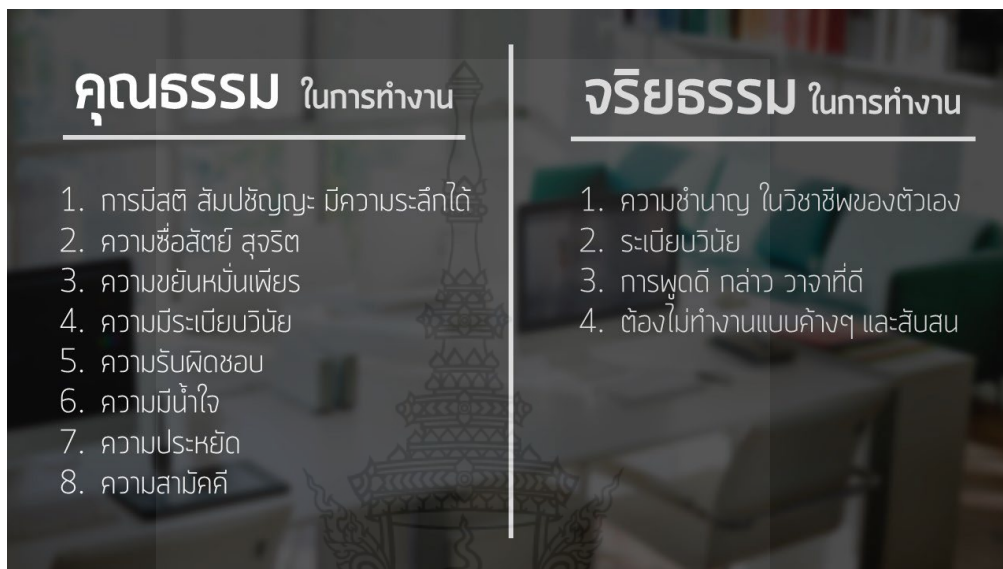 คุณธรรม ในการทำงาน
1. การมีสติ สัมปชัญญะ มีความระลึกได้
2. ความซื่อสัตย์ สุจริต
3. ความขยันหมั่นเพียร
4. ความมีระเบียบวินัย
5. ความรับผิดชอบ
6. ความมีน้ำใจ
7. ความประหยัด
8. ความสามัคคี
จริยธรรม ในการทำงาน
1. ความชำนาญ ในวิชาชีพของตัวเอง
2. ระเบียบวินัย
3. การพูดดี กล่าว วาจาที่ดี
4. ต้องไม่ทำงานแบบค้างๆ และสับสน